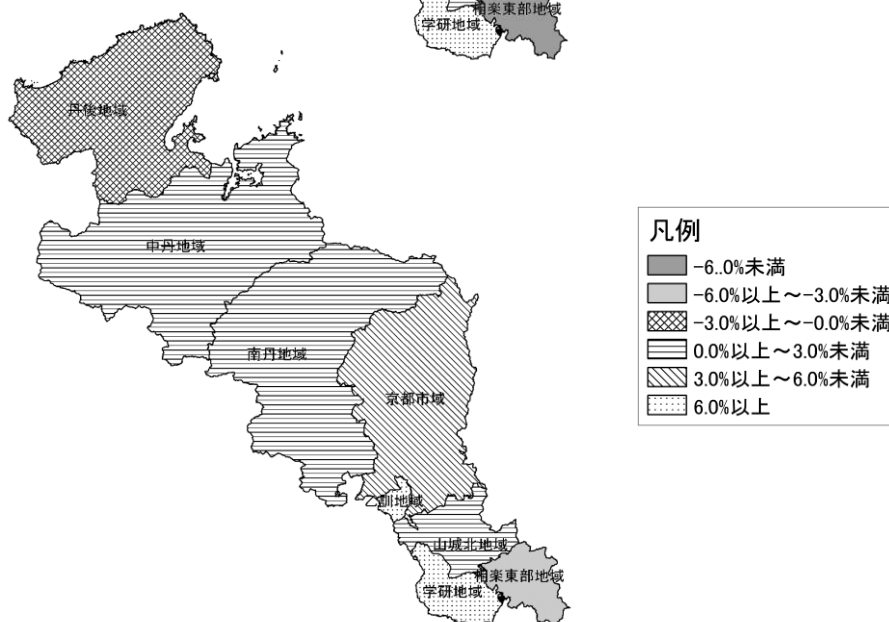 相楽東部地域
学研地域
丹後地域
中丹地域
南丹地域
京都市域
乙訓地域
山城北地域
相楽東部地域
学研地域
凡例
-6..0%未満
-6.0%以上～-3.0%未満
-3.0%以上～-0.0%未満
0.0%以上～3.0%未満
3.0%以上～6.0%未満
6.0%以上